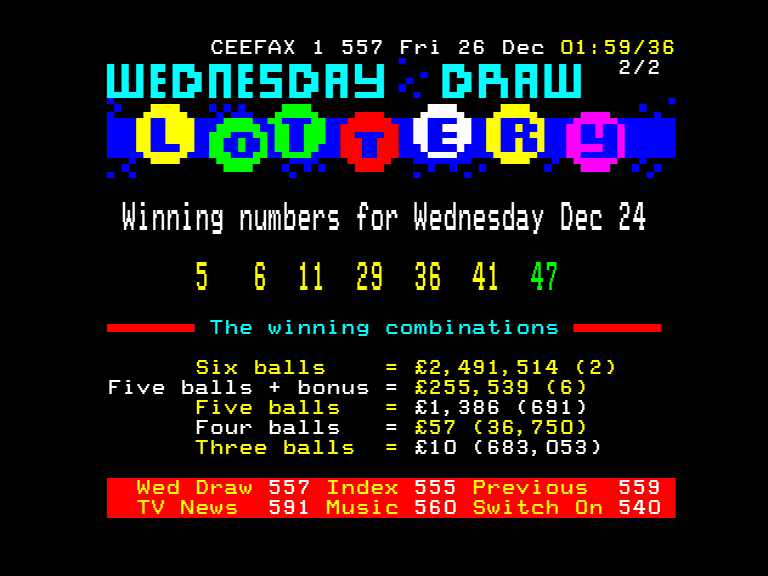 CEEFAX 1 557 Fri 26 Dec 01:59/36
2/2
WEDNESDAY DRAW
LOTTERY
Winning numbers for Wednesday Dec 24
5 6 11 29 36 41 47
The winning combinations
Six balls = £2,491,514 (2)
Five balls + bonus = £255,539 (6)
Five balls = £1,386 (691)
Four balls = £57 (36,750)
Three balls = £10 (683,053)
Wed Draw 557 Index 555 Previous 559
TV News 591 Music 560 Switch On 540